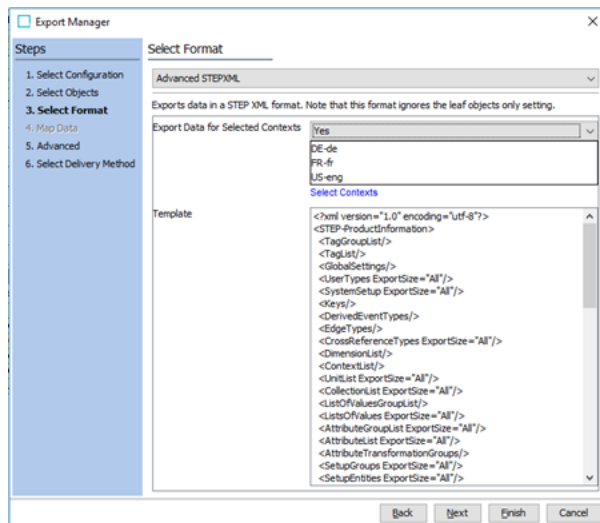 Export Manager
Steps
1. Select Configuration
2. Select Objects
3. Select Format
4. Map Data
5. Advanced
6. Select Delivery Method
Select Format
Advanced STEPXML
Exports data in a STEP XML format. Note that this format ignores the leaf objects only setting.
Export Data for Selected Contexts
Yes
DE-de
FR-fr
US-eng
Select Contexts
Template
<?xml version="1.0" encoding="utf-8"?>
<STEP-ProductInformation>
<TagGroupList/>
<TagList/>
<GlobalSettings/>
<UserTypes ExportSize="All"/>
<SystemSetup ExportSize="All"/>
<Keys/>
<DerivedEventTypes/>
<EdgeTypes/>
<CrossReferenceTypes ExportSize="All"/>
<DimensionList/>
<ContextList/>
<UnitList ExportSize="All"/>
<CollectionList ExportSize="All"/>
<ListOfValuesGroupList/>
<ListsOfValues ExportSize="All"/>
<AttributeGroupList ExportSize="All"/>
<AttributeList ExportSize="All"/>
<AttributeTransformationGroups/>
<SetupGroups ExportSize="All"/>
<SetupEntities ExportSize="All"/>
Back Next Finish Cancel